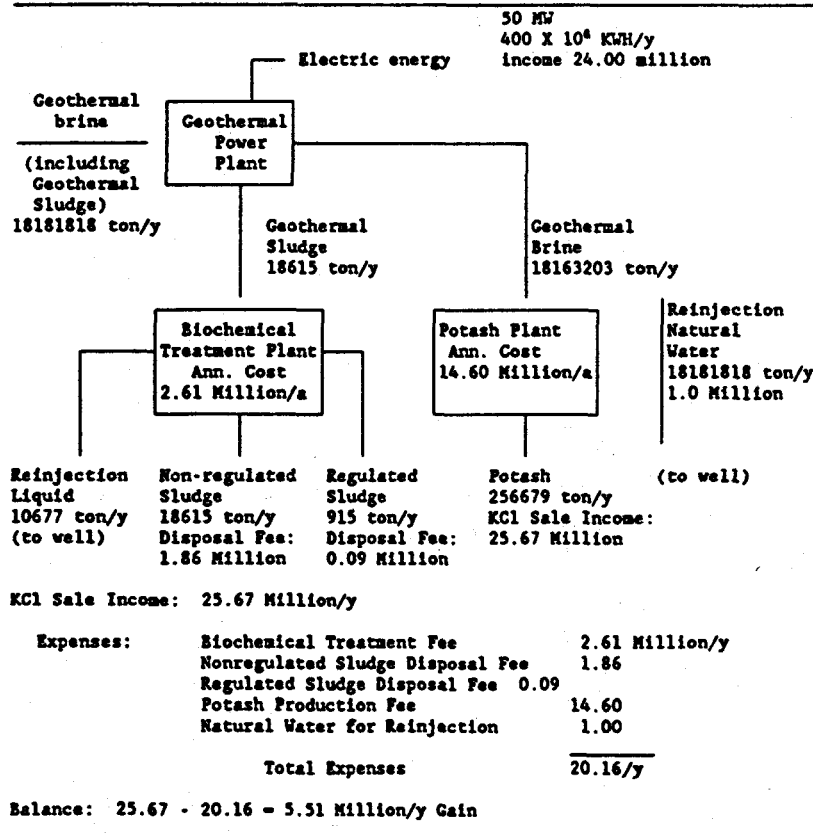 50 MW
400 X 10⁶ KWH/y
Electric energy income 24.00 million
Geothermal
brine
(including
Geothermal
Sludge)
18181818 ton/y
Geothermal
Power
Plant
Geothermal
Sludge
18615 ton/y
Geothermal
Brine
18163203 ton/y
Biochemical
Treatment Plant
Ann. Cost
2.61 Million/a
Potash Plant
Ann. Cost
14.60 Million/a
Reinjection
Natural
Water
18181818 ton/y
1.0 Million
Reinjection
Liquid
10677 ton/y
(to well)
Non-regulated
Sludge
18615 ton/y
Disposal Fee:
1.86 Million
Regulated
Sludge
915 ton/y
Disposal Fee:
0.09 Million
Potash
256679 ton/y
KCl Sale Income:
25.67 Million
(to well)
KCl Sale Income: 25.67 Million/y
Expenses: Biochemical Treatment Fee 2.61 Million/y
Nonregulated Sludge Disposal Fee 1.86
Regulated Sludge Disposal Fee 0.09
Potash Production Fee 14.60
Natural Water for Reinjection 1.00
Total Expenses 20.16/y
Balance: 25.67 - 20.16 = 5.51 Million/y Gain